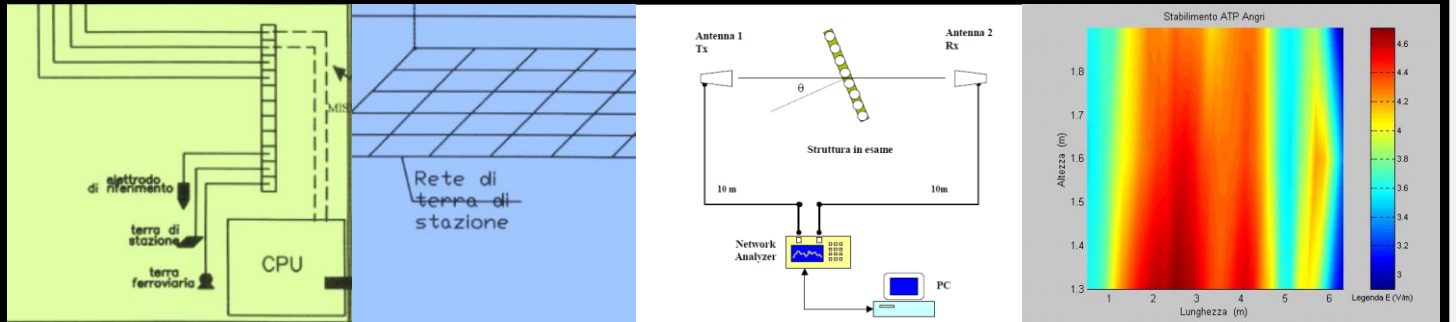 MIS
elettrodo
di riferimento
terra di
stazione
terra
ferroviaria
CPU
Rete di
terra di
stazione
Antenna 1
Tx
Antenna 2
Rx
θ
Struttura in esame
10 m
10m
Network
Analyzer
PC
Stabilimento ATP Angri
Altezza (m)
1.8
1.7
1.6
1.5
1.4
1.3
1 2 3 4 5 6
Lunghezza (m)
4.6
4.4
4.2
4
3.8
3.6
3.4
3.2
3
Legenda E (V/m)